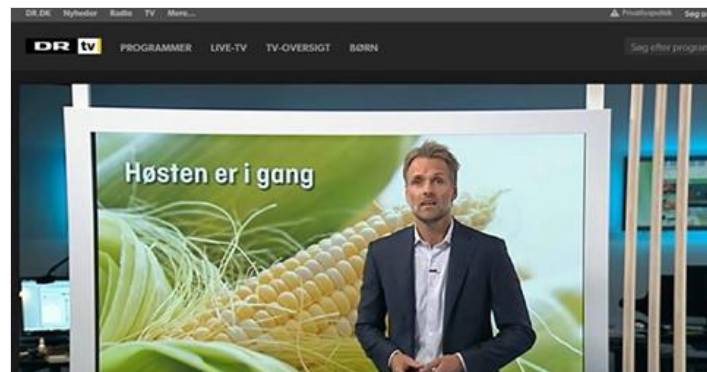 DR.DK Nyheder Radio TV Mere...
Privatlivspolitik Søg
DR tv PROGRAMMER LIVE-TV TV-OVERSIGT BØRN
Søg efter program
Høsten er i gang